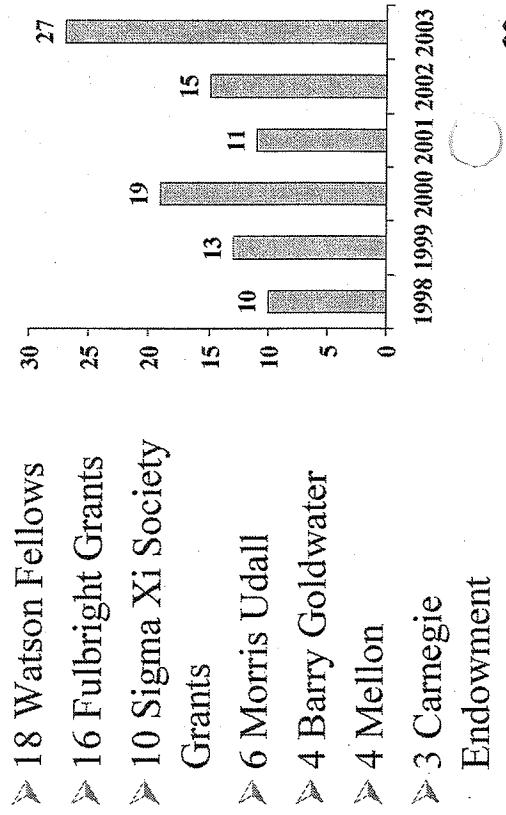 ➢ 18 Watson Fellows
➢ 16 Fulbright Grants
➢ 10 Sigma Xi Society
Grants
➢ 6 Morris Udall
➢ 4 Barry Goldwater
➢ 4 Mellon
➢ 3 Carnegie
Endowment
30
25
20
15
10
5
0
10
13
19
11
15
27
1998 1999 2000 2001 2002 2003